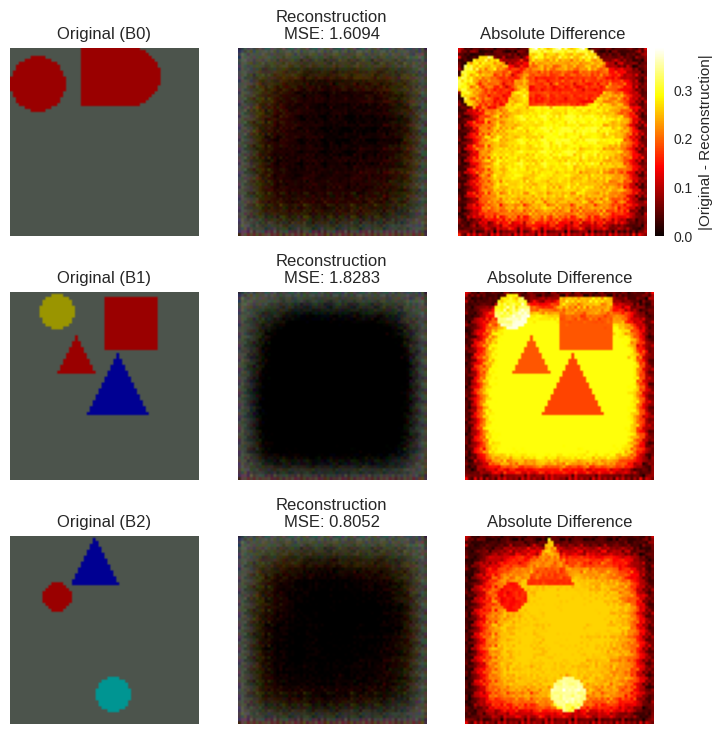 Original (B0)
Reconstruction
MSE: 1.6094
Absolute Difference
0.3
0.2
0.1
0.0
|Original - Reconstruction|
Original (B1)
Reconstruction
MSE: 1.8283
Absolute Difference
Original (B2)
Reconstruction
MSE: 0.8052
Absolute Difference